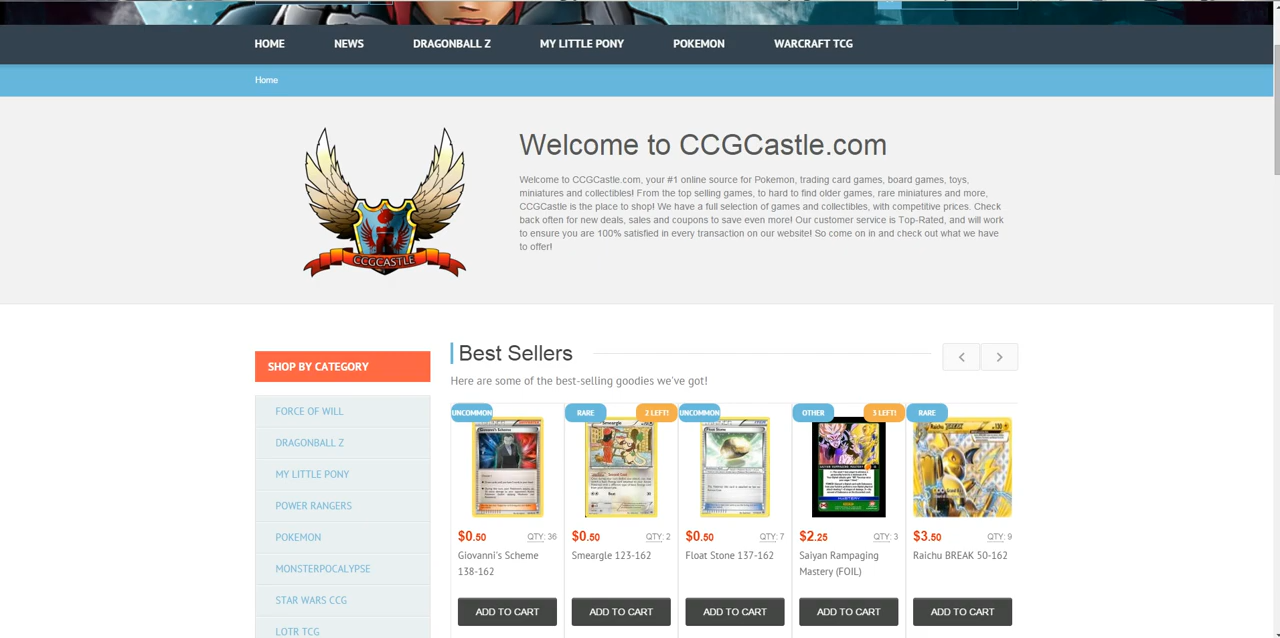 HOME NEWS DRAGONBALL Z MY LITTLE PONY POKEMON WARCRAFT TCG
Home
Welcome to CCGCastle.com
Welcome to CCGCastle.com, your #1 online source for Pokemon, trading card games, board games, toys,
miniatures and collectibles! From the top selling games, to hard to find older games, rare miniatures and more,
CCGCastle is the place to shop! We have a full selection of games and collectibles, with competitive prices. Check
back often for new deals, sales and coupons to save even more! Our customer service is Top-Rated, and will work
to ensure you are 100% satisfied in every transaction on our website! So come on in and check out what we have
to offer!
CCGCASTLE
SHOP BY CATEGORY
FORCE OF WILL
DRAGONBALL Z
MY LITTLE PONY
POWER RANGERS
POKEMON
MONSTERPOCALYPSE
STAR WARS CCG
LOTR TCG
Best Sellers
Here are some of the best-selling goodies we've got!
UNCOMMON RARE 2 LEFT! UNCOMMON OTHER 3 LEFT! RARE
Giovanni's Scheme Smeargle Float Stone Raichu BREAK
$0.50 QTY: 36 $0.50 QTY: 2 $0.50 QTY: 7 $2.25 QTY: 3 $3.50 QTY: 9
Giovanni's Scheme Smeargle 123-162 Float Stone 137-162 Saiyan Rampaging Raichu BREAK 50-162
138-162 Mastery (FOIL)
ADD TO CART ADD TO CART ADD TO CART ADD TO CART ADD TO CART